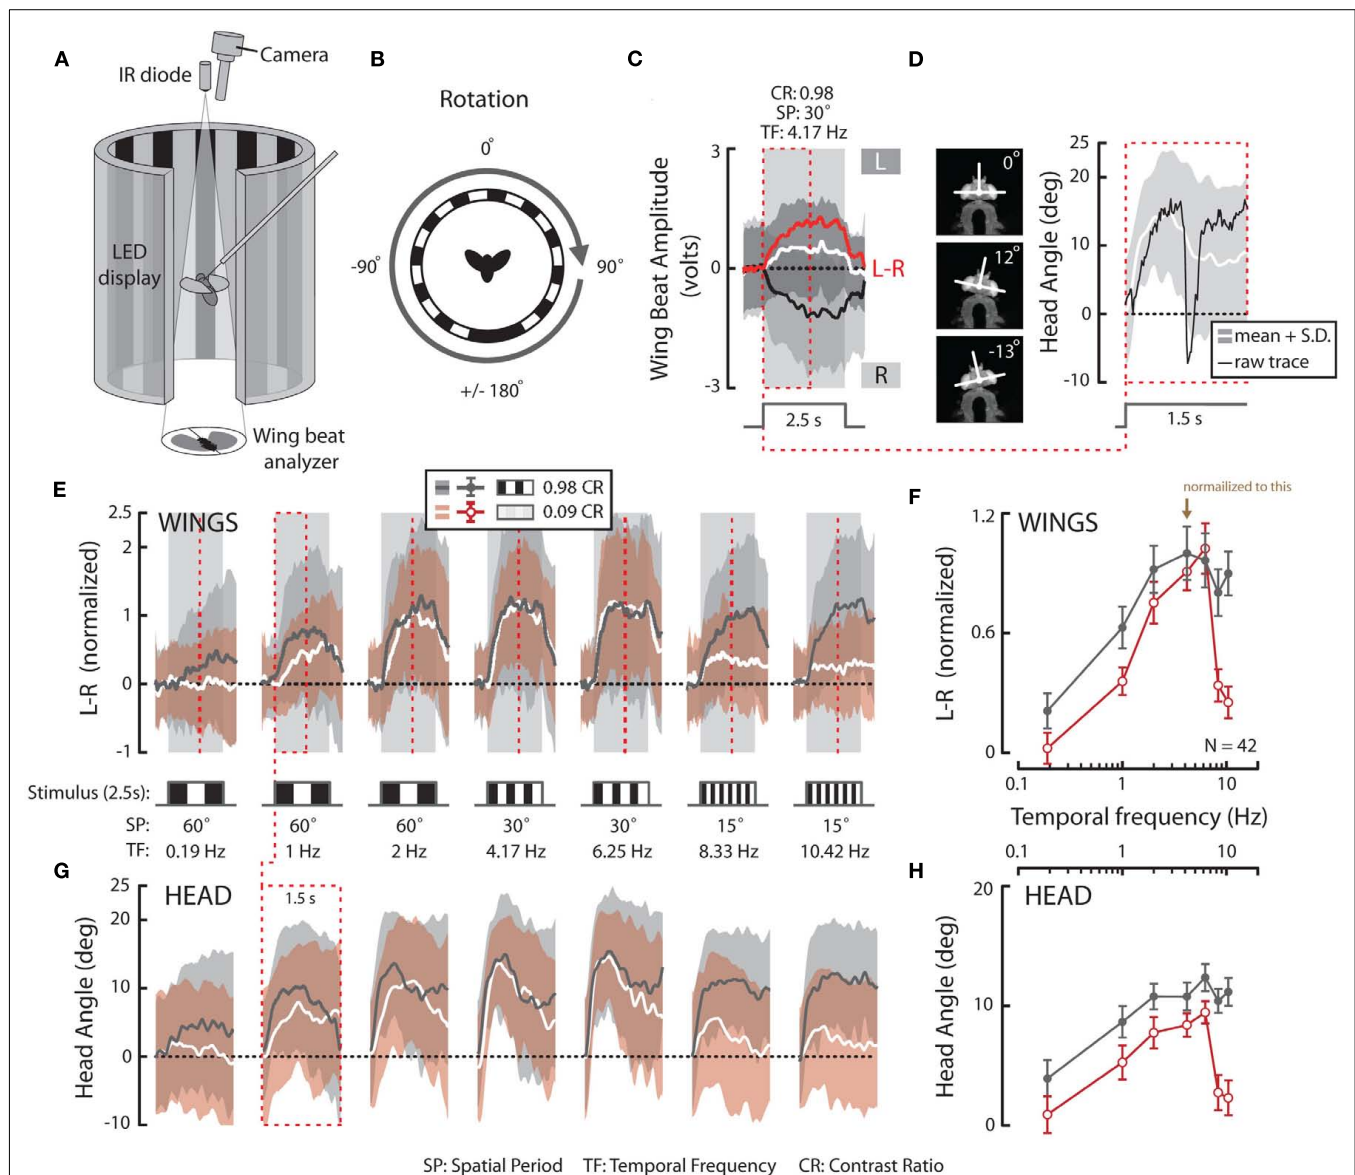 A
Camera
IR diode
LED
display
Wing beat
analyzer
B
Rotation
0°
-90°
90°
+/- 180°
C
CR: 0.98
SP: 30°
TF: 4.17 Hz
Wing Beat Amplitude
(volts)
3
0
-3
L
L-R
R
2.5 s
D
0°
12°
-13°
Head Angle (deg)
25
20
10
0
-10
mean + S.D.
raw trace
1.5 s
E
WINGS
0.98 CR
0.09 CR
L-R (normalized)
2.5
2
1
0
-1
Stimulus (2.5s):
SP: 60° 60° 60° 30° 30° 15° 15°
TF: 0.19 Hz 1 Hz 2 Hz 4.17 Hz 6.25 Hz 8.33 Hz 10.42 Hz
F
normailized to this
WINGS
L-R (normalized)
1.2
0.6
0
N = 42
0.1 1 10
Temporal frequency (Hz)
G
HEAD
1.5 s
Head Angle (deg)
25
20
10
0
-10
0.1 1 10
H
HEAD
Head Angle (deg)
20
10
0
SP: Spatial Period TF: Temporal Frequency CR: Contrast Ratio